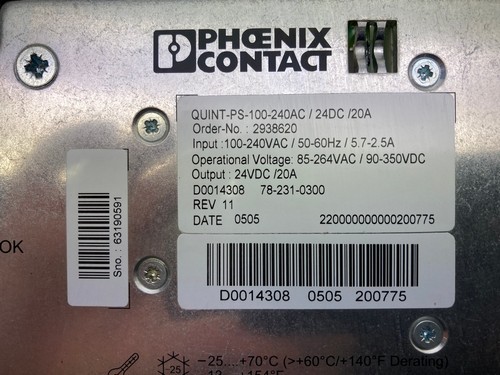 PHŒNIX
CONTACT
QUINT-PS-100-240AC / 24DC /20A
Order-No. : 2938620
Input :100-240VAC / 50-60Hz / 5.7-2.5A
Operational Voltage: 85-264VAC / 90-350VDC
Output : 24VDC /20A
D0014308 78-231-0300
REV 11
DATE 0505 220000000000200775
Sno.: 63190591
OK
D0014308 0505 200775
-25 −25....+70°C (>+60°C/+140°F Derating)